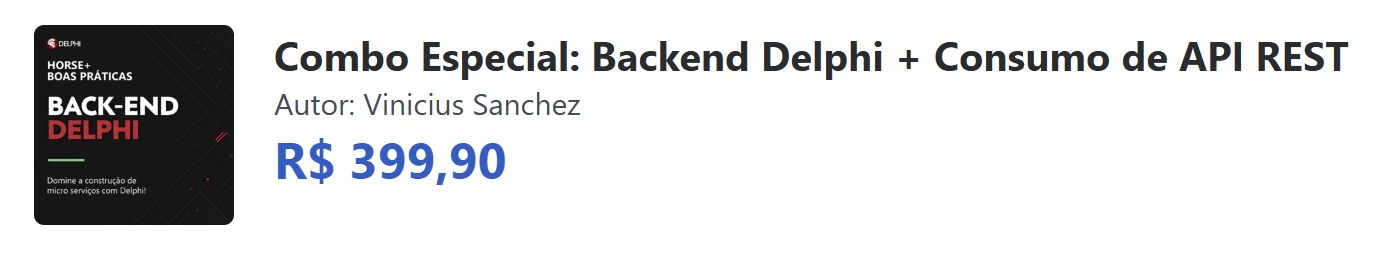 DELPHI
HORSE+
BOAS PRÁTICAS
BACK-END
DELPHI
Domine a construção de
micro serviços com Delphi!
Combo Especial: Backend Delphi + Consumo de API REST
Autor: Vinicius Sanchez
R$ 399,90